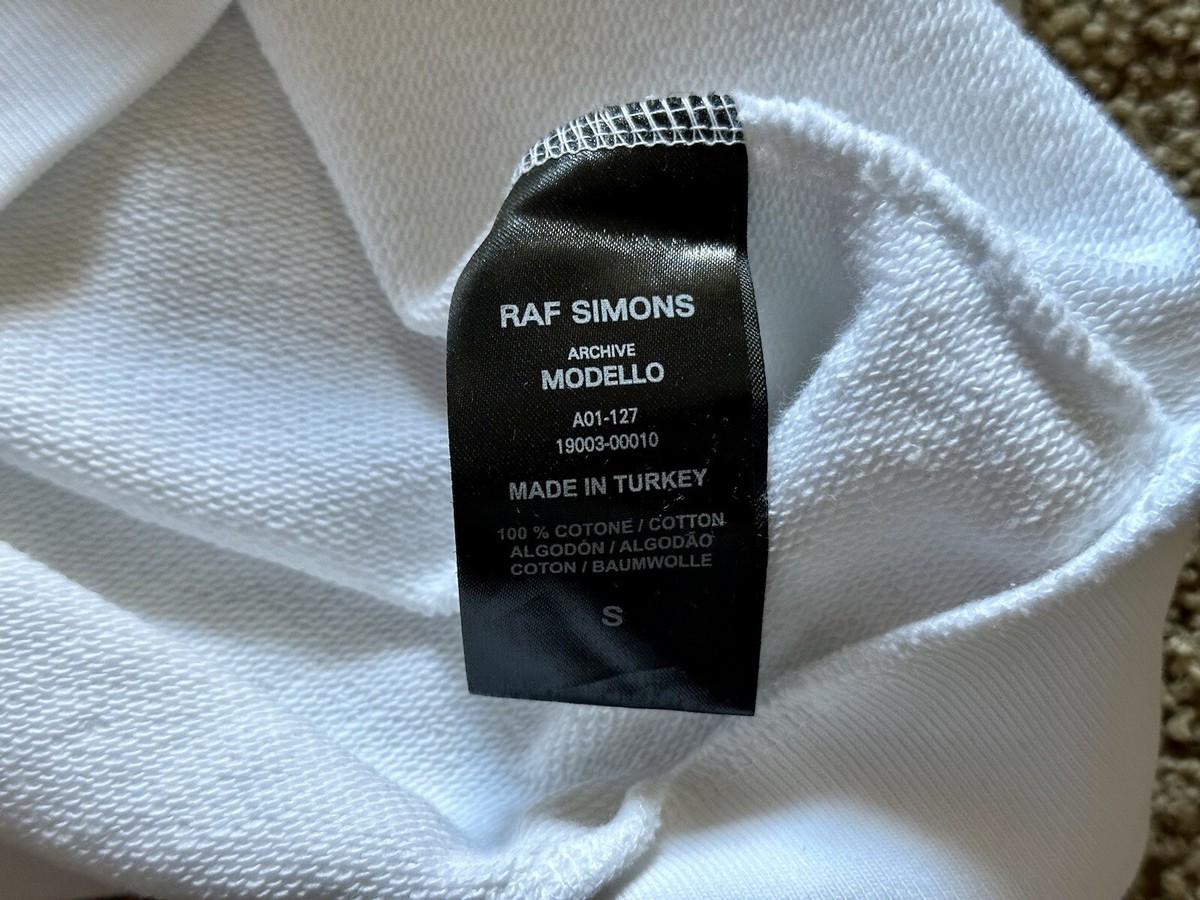 RAF SIMONS
ARCHIVE
MODELLO
A01-127
19003-00010
MADE IN TURKEY
100 % COTONE / COTTON
ALGODÓN / ALGODÃO
COTON / BAUMWOLLE
S